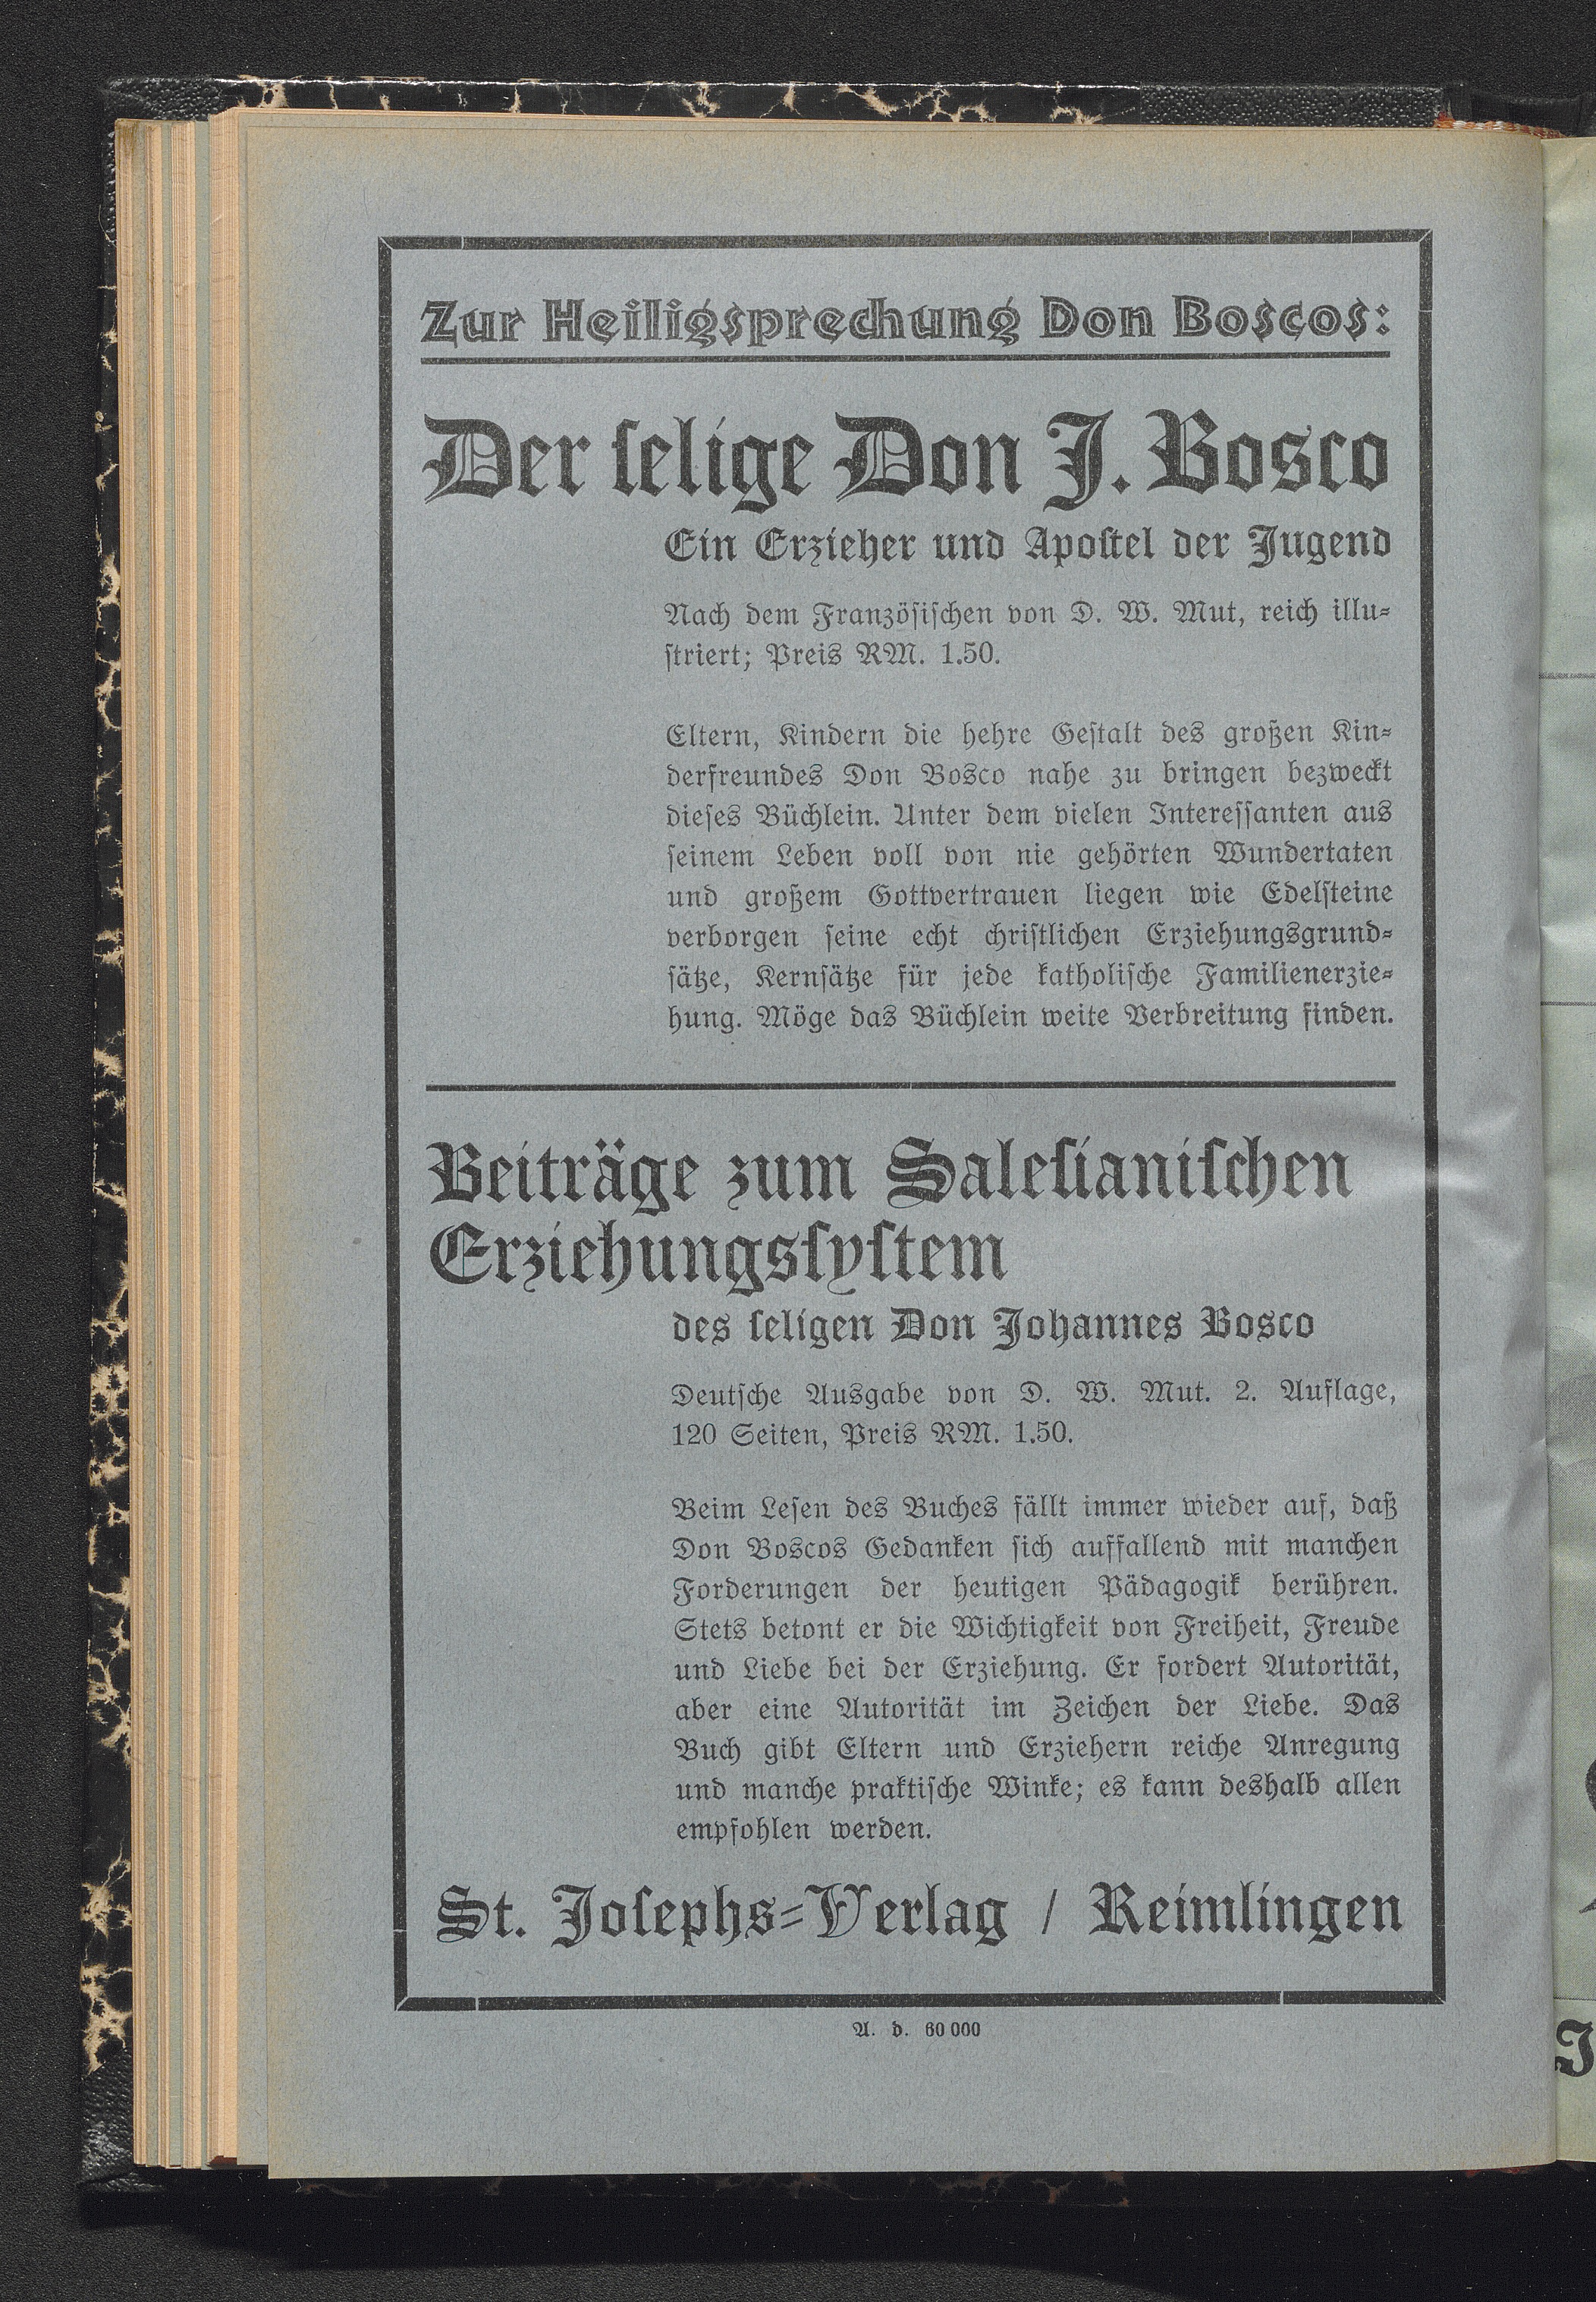 Zur Heiligsprechung Don Boscos:
Der selige Don J. Bosco
Ein Erzieher und Apostel der Jugend
Nach dem Französischen von D. W. Mut, reich illu-
striert; Preis RM. 1.50.
Eltern, Kindern die hehre Gestalt des großen Kin-
derfreundes Don Bosco nahe zu bringen bezweckt
dieses Büchlein. Unter dem vielen Interessanten aus
seinem Leben voll von nie gehörten Wundertaten
und großem Gottvertrauen liegen wie Edelsteine
verborgen seine echt christlichen Erziehungsgrund-
sätze, Kernsätze für jede katholische Familienerzie-
hung. Möge das Büchlein weite Verbreitung finden.
Beiträge zum Salesianischen
Erziehungssystem
des seligen Don Johannes Bosco
Deutsche Ausgabe von D. W. Mut. 2. Auflage,
120 Seiten, Preis RM. 1.50.
Beim Lesen des Buches fällt immer wieder auf, daß
Don Boscos Gedanken sich auffallend mit manchen
Forderungen der heutigen Pädagogik berühren.
Stets betont er die Wichtigkeit von Freiheit, Freude
und Liebe bei der Erziehung. Er fordert Autorität,
aber eine Autorität im Zeichen der Liebe. Das
Buch gibt Eltern und Erziehern reiche Anregung
und manche praktische Winke; es kann deshalb allen
empfohlen werden.
St. Josephs-Verlag / Reimlingen
A. d. 60 000